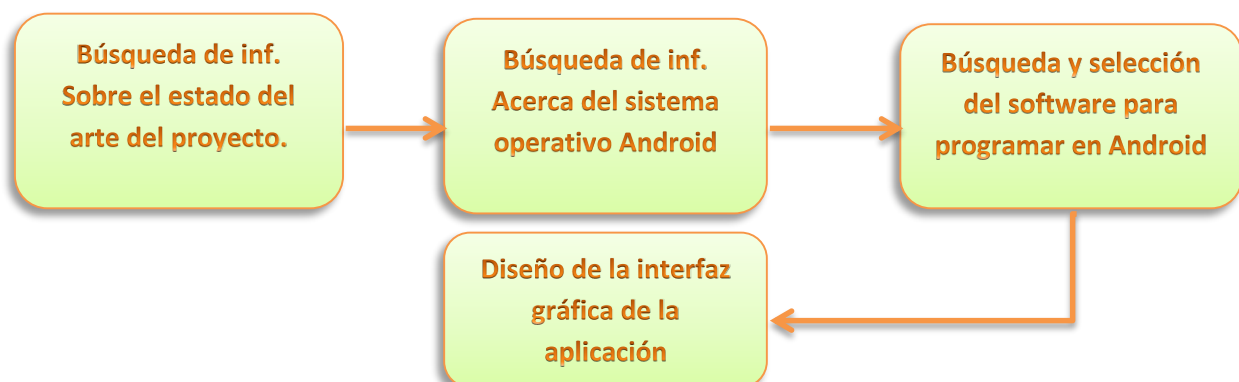 Búsqueda de inf.
Sobre el estado del
arte del proyecto.
Búsqueda de inf.
Acerca del sistema
operativo Android
Búsqueda y selección
del software para
programar en Android
Diseño de la interfaz
gráfica de la
aplicación